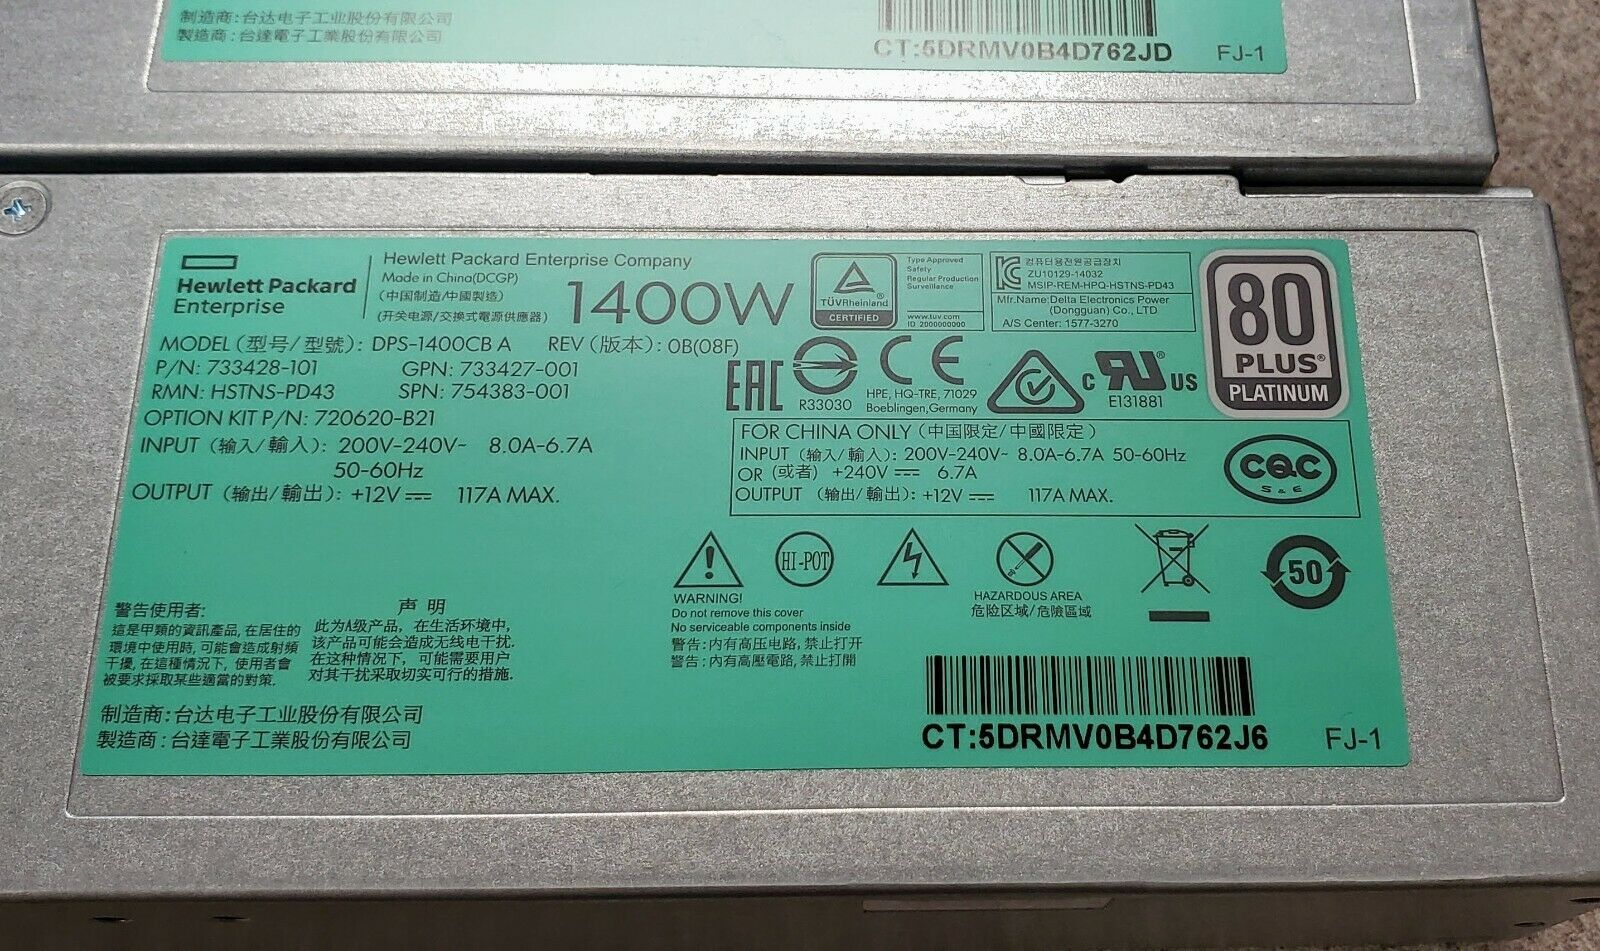 制造商:台达电子工业股份有限公司
製造商:台達電子工業股份有限公司
CT:5DRMV0B4D762JD FJ-1
Hewlett Packard
Enterprise
Hewlett Packard Enterprise Company
Made in China(DCGP)
(中国制造/中國製造)
(开关电源/交换式電源供應器)
1400W
TÜVRheinland
CERTIFIED
Type Approved
Safety
Regular Production
Surveillance
www.tuv.com
ID 2000000000
컴퓨터용전원공급장치
ZU10129-14032
MSIP-REM-HPQ-HSTNS-PD43
Mfr.Name:Delta Electronics Power
(Dongguan) Co., LTD
A/S Center: 1577-3270
80
PLUS®
PLATINUM
MODEL (型号/型號): DPS-1400CB A REV (版本): 0B(08F)
P/N: 733428-101 GPN: 733427-001
RMN: HSTNS-PD43 SPN: 754383-001
OPTION KIT P/N: 720620-B21
INPUT (输入/輸入): 200V-240V~ 8.0A-6.7A
50-60Hz
OUTPUT (输出/輸出): +12V⎓ 117A MAX.
EAC
R33030
CE
HPE, HQ-TRE, 71029
Boeblingen,Germany
c RU® US
E131881
FOR CHINA ONLY (中国限定/中國限定)
INPUT (输入/輸入): 200V-240V~ 8.0A-6.7A 50-60Hz
OR (或者) +240V⎓ 6.7A
OUTPUT (输出/輸出): +12V⎓ 117A MAX.
CQC
S & E
HI-POT
50
WARNING!
Do not remove this cover
No serviceable components inside
警告:内有高压电路,禁止打开
警告:內有高壓電路,禁止打開
HAZARDOUS AREA
危险区域/危險區域
警告使用者:
這是甲類的資訊產品,在居住的
環境中使用時,可能會造成射頻
干擾,在這種情況下,使用者會
被要求採取某些適當的對策.
声 明
此为A级产品，在生活环境中,
该产品可能会造成无线电干扰.
在这种情况下，可能需要用户
对其干扰采取切实可行的措施.
制造商:台达电子工业股份有限公司
製造商:台達電子工業股份有限公司
CT:5DRMV0B4D762J6 FJ-1